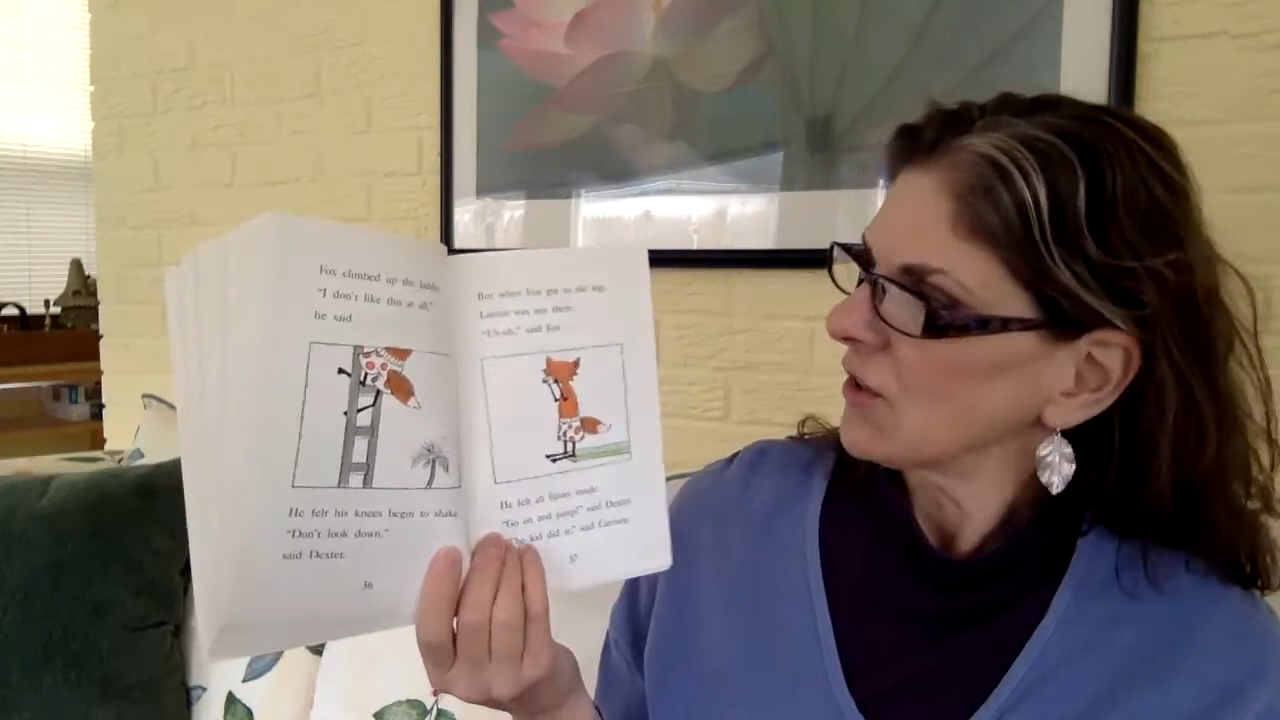 Fox climbed up the ladder.
"I don't like this at all,"
he said
He felt his knees begin to shake.
"Don't look down,"
said Dexter.
36
But when Fox got to the top,
Louise was not there.
"Uh-oh," said Fox
He felt all funny inside.
"Go on and jump!" said Dexter
"The kid did it," said Carmen
37